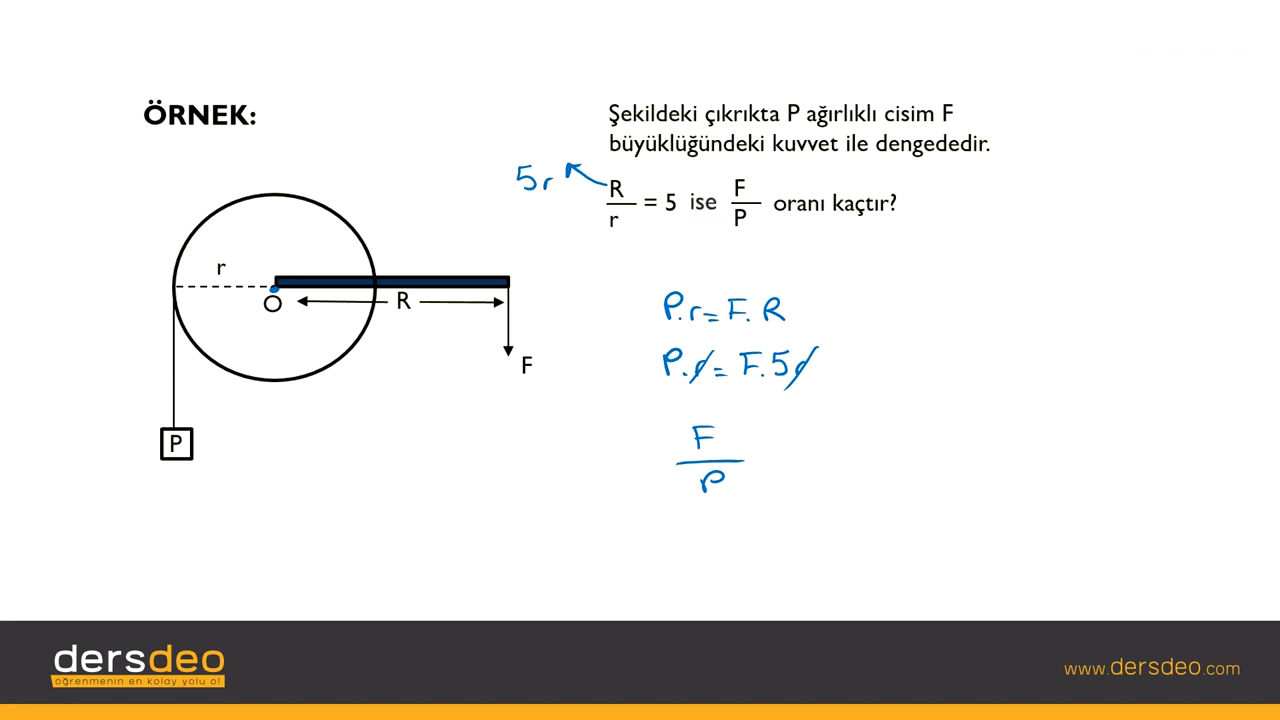 ÖRNEK:
Şekildeki çıkrıkta P ağırlıklı cisim F
büyüklüğündeki kuvvet ile dengededir.
5r
R/r = 5 ise F/P oranı kaçtır?
r
O
R
F
P
P.r = F.R
P.r = F.5r
F/P
dersdeo
öğrenmenin en kolay yolu o!
www.dersdeo.com